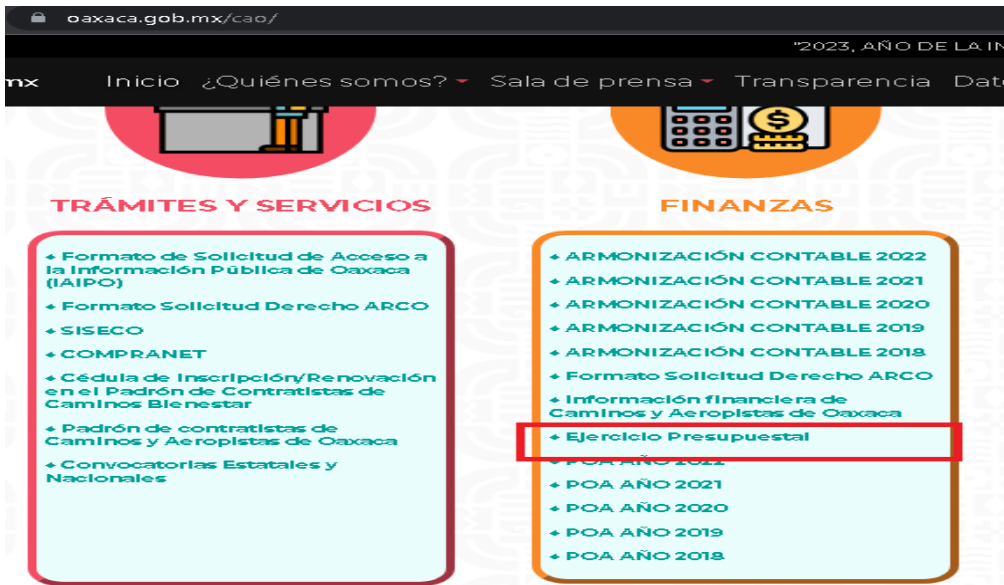 oaxaca.gob.mx/cao/
"2023, AÑO DE LA IN
mx Inicio ¿Quiénes somos? Sala de prensa Transparencia Dat
TRÁMITES Y SERVICIOS
Formato de Solicitud de Acceso a
la Información Pública de Oaxaca
(IAIPO)
Formato Solicitud Derecho ARCO
SISECO
COMPRANET
Cédula de Inscripción/Renovación
en el Padrón de Contratistas de
Caminos Bienestar
Padrón de contratistas de
Caminos y Aeropistas de Oaxaca
Convocatorias Estatales y
Nacionales
FINANZAS
ARMONIZACIÓN CONTABLE 2022
ARMONIZACIÓN CONTABLE 2021
ARMONIZACIÓN CONTABLE 2020
ARMONIZACIÓN CONTABLE 2019
ARMONIZACIÓN CONTABLE 2018
Formato Solicitud Derecho ARCO
Información financiera de
Caminos y Aeropistas de Oaxaca
Ejercicio Presupuestal
POA AÑO 2022
POA AÑO 2021
POA AÑO 2020
POA AÑO 2019
POA AÑO 2018